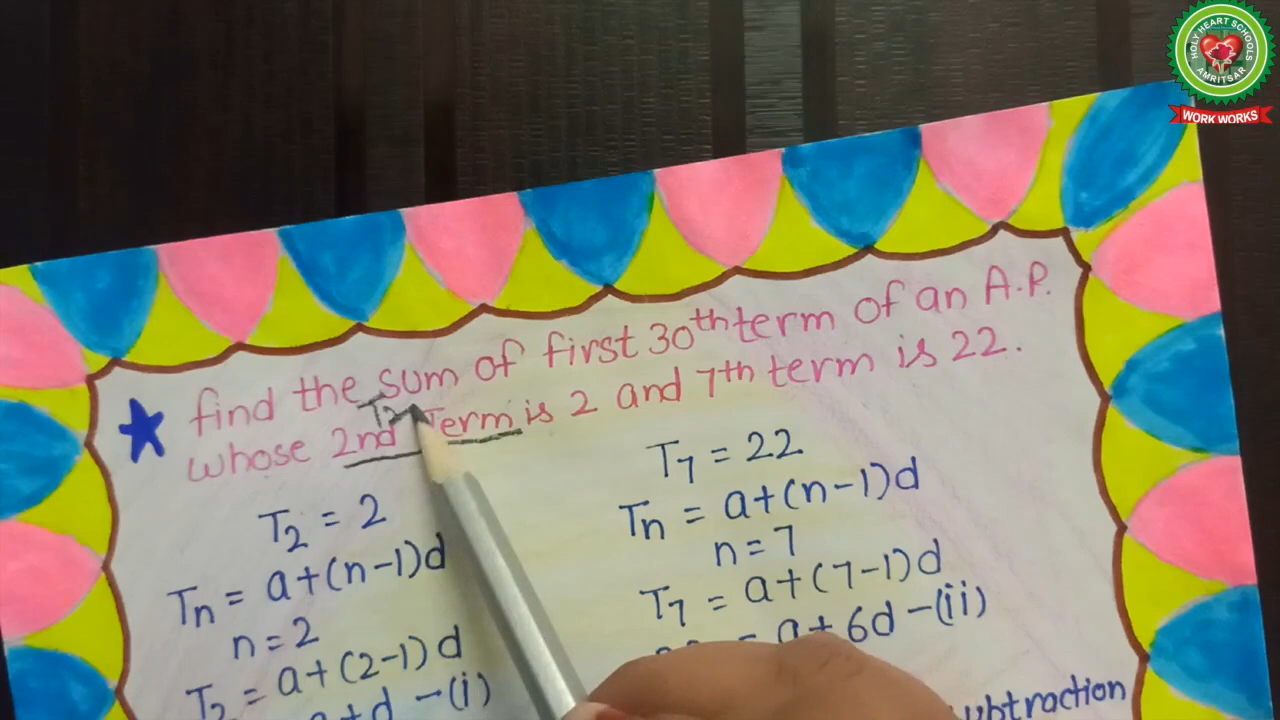 HOLY HEART SCHOOLS
AMRITSAR
WORK WORKS
find the sum of first 30th term of an A.P.
whose 2nd Term is 2 and 7th term is 22.
T2 = 2
Tn = a+(n-1)d
n=2
T2 = a+(2-1)d
a+d -(i)
T7 = 22
Tn = a+(n-1)d
n=7
T7 = a+(7-1)d
= a+6d -(ii)